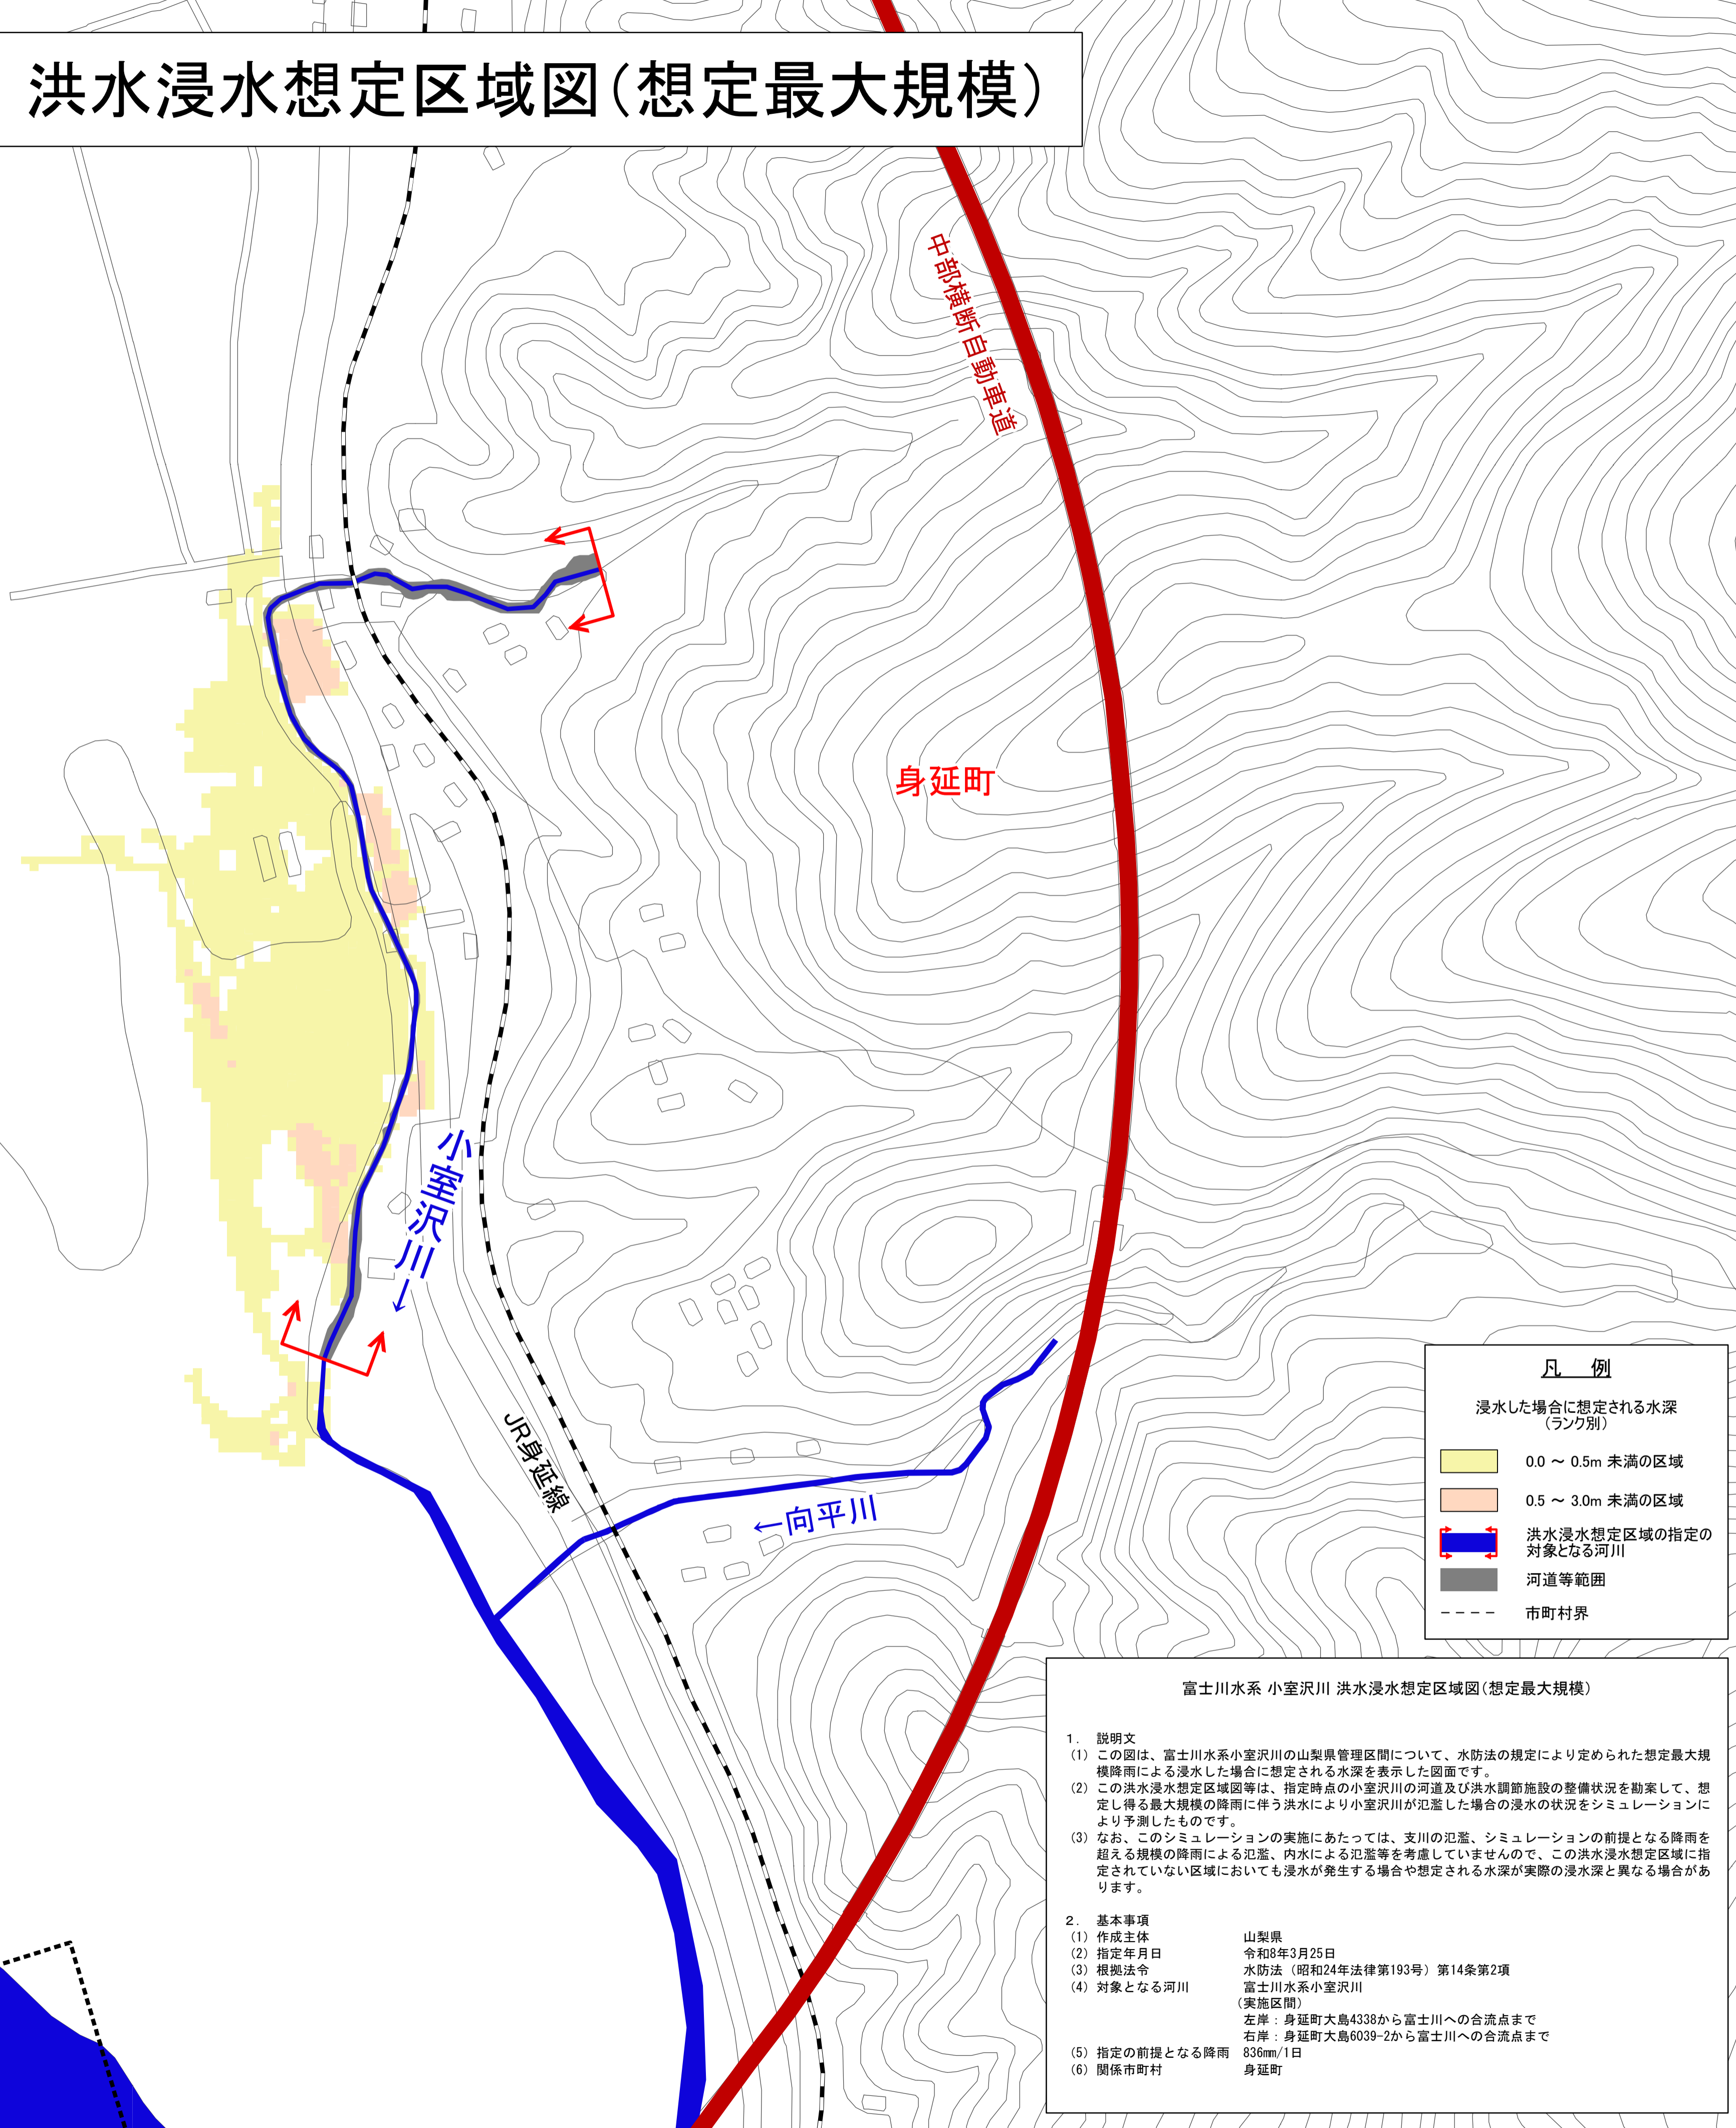 洪水浸水想定区域図(想定最大規模)
中部横断自動車道
身延町
小室沢川→
JR身延線
←向平川
凡 例
浸水した場合に想定される水深
(ランク別)
0.0 ～ 0.5m 未満の区域
0.5 ～ 3.0m 未満の区域
洪水浸水想定区域の指定の
対象となる河川
河道等範囲
市町村界
富士川水系 小室沢川 洪水浸水想定区域図(想定最大規模)
1. 説明文
(1) この図は、富士川水系小室沢川の山梨県管理区間について、水防法の規定により定められた想定最大規
模降雨による浸水した場合に想定される水深を表示した図面です。
(2) この洪水浸水想定区域図等は、指定時点の小室沢川の河道及び洪水調節施設の整備状況を勘案して、想
定し得る最大規模の降雨に伴う洪水により小室沢川が氾濫した場合の浸水の状況をシミュレーションに
より予測したものです。
(3) なお、このシミュレーションの実施にあたっては、支川の氾濫、シミュレーションの前提となる降雨を
超える規模の降雨による氾濫、内水による氾濫等を考慮していませんので、この洪水浸水想定区域に指
定されていない区域においても浸水が発生する場合や想定される水深が実際の浸水深と異なる場合があ
ります。
2. 基本事項
(1) 作成主体 山梨県
(2) 指定年月日 令和8年3月25日
(3) 根拠法令 水防法（昭和24年法律第193号）第14条第2項
(4) 対象となる河川 富士川水系小室沢川
（実施区間）
左岸：身延町大島4338から富士川への合流点まで
右岸：身延町大島6039-2から富士川への合流点まで
(5) 指定の前提となる降雨 836mm/1日
(6) 関係市町村 身延町